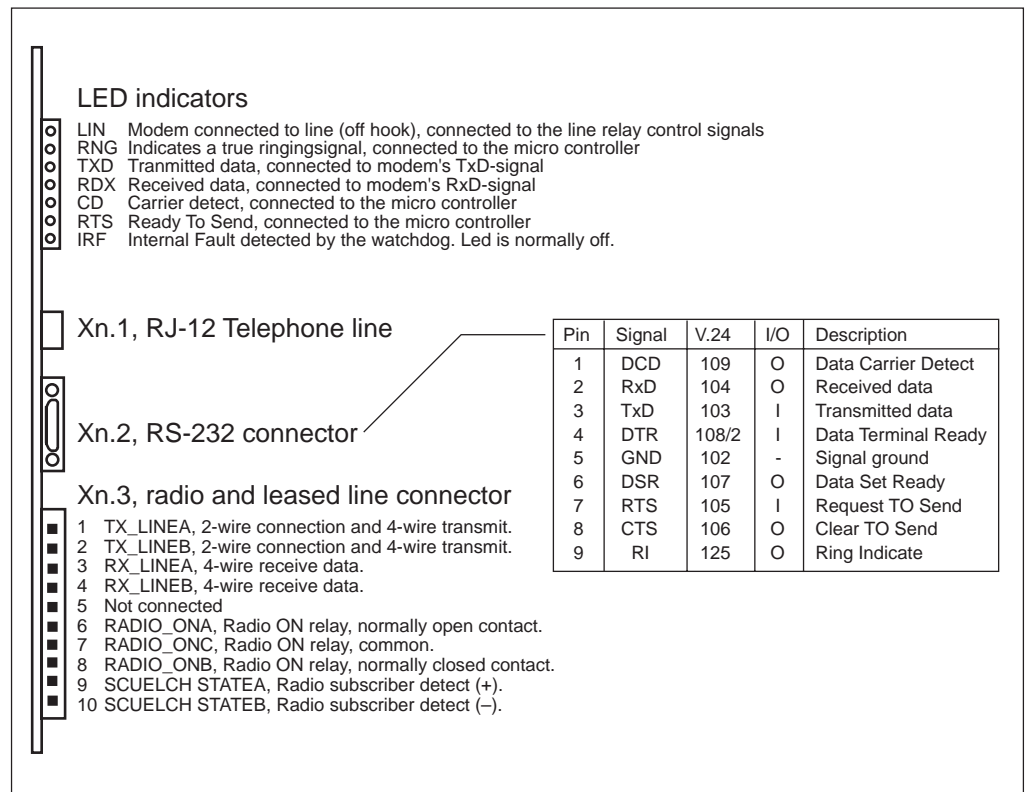 LED indicators
LIN Modem connected to line (off hook), connected to the line relay control signals
RNG Indicates a true ringingsignal, connected to the micro controller
TXD Tranmitted data, connected to modem's TxD-signal
RDX Received data, connected to modem's RxD-signal
CD Carrier detect, connected to the micro controller
RTS Ready To Send, connected to the micro controller
IRF Internal Fault detected by the watchdog. Led is normally off.
Xn.1, RJ-12 Telephone line
Xn.2, RS-232 connector
Pin Signal V.24 I/O Description
1 DCD 109 O Data Carrier Detect
2 RxD 104 O Received data
3 TxD 103 I Transmitted data
4 DTR 108/2 I Data Terminal Ready
5 GND 102 - Signal ground
6 DSR 107 O Data Set Ready
7 RTS 105 I Request TO Send
8 CTS 106 O Clear TO Send
9 RI 125 O Ring Indicate
Xn.3, radio and leased line connector
1 TX_LINEA, 2-wire connection and 4-wire transmit.
2 TX_LINEB, 2-wire connection and 4-wire transmit.
3 RX_LINEA, 4-wire receive data.
4 RX_LINEB, 4-wire receive data.
5 Not connected
6 RADIO_ONA, Radio ON relay, normally open contact.
7 RADIO_ONC, Radio ON relay, common.
8 RADIO_ONB, Radio ON relay, normally closed contact.
9 SCUELCH STATEA, Radio subscriber detect (+).
10 SCUELCH STATEB, Radio subscriber detect (–).